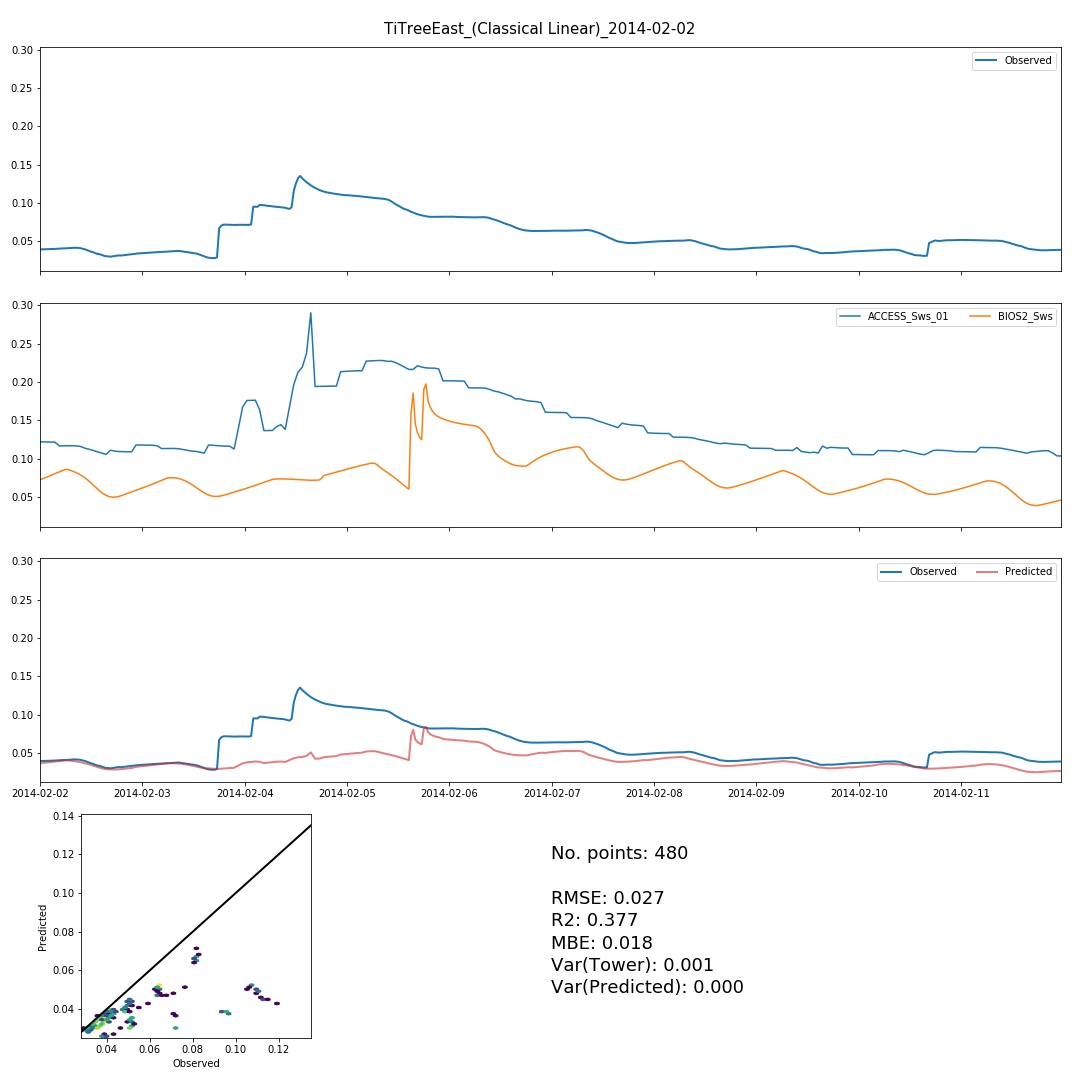 TiTreeEast_(Classical Linear)_2014-02-02
0.30
0.25
0.20
0.15
0.10
0.05
Observed
0.30
0.25
0.20
0.15
0.10
0.05
ACCESS_Sws_01 BIOS2_Sws
0.30
0.25
0.20
0.15
0.10
0.05
Observed Predicted
2014-02-02 2014-02-03 2014-02-04 2014-02-05 2014-02-06 2014-02-07 2014-02-08 2014-02-09 2014-02-10 2014-02-11
0.14
0.12
0.10
0.08
0.06
0.04
Predicted
0.04 0.06 0.08 0.10 0.12
Observed
No. points: 480
RMSE: 0.027
R2: 0.377
MBE: 0.018
Var(Tower): 0.001
Var(Predicted): 0.000